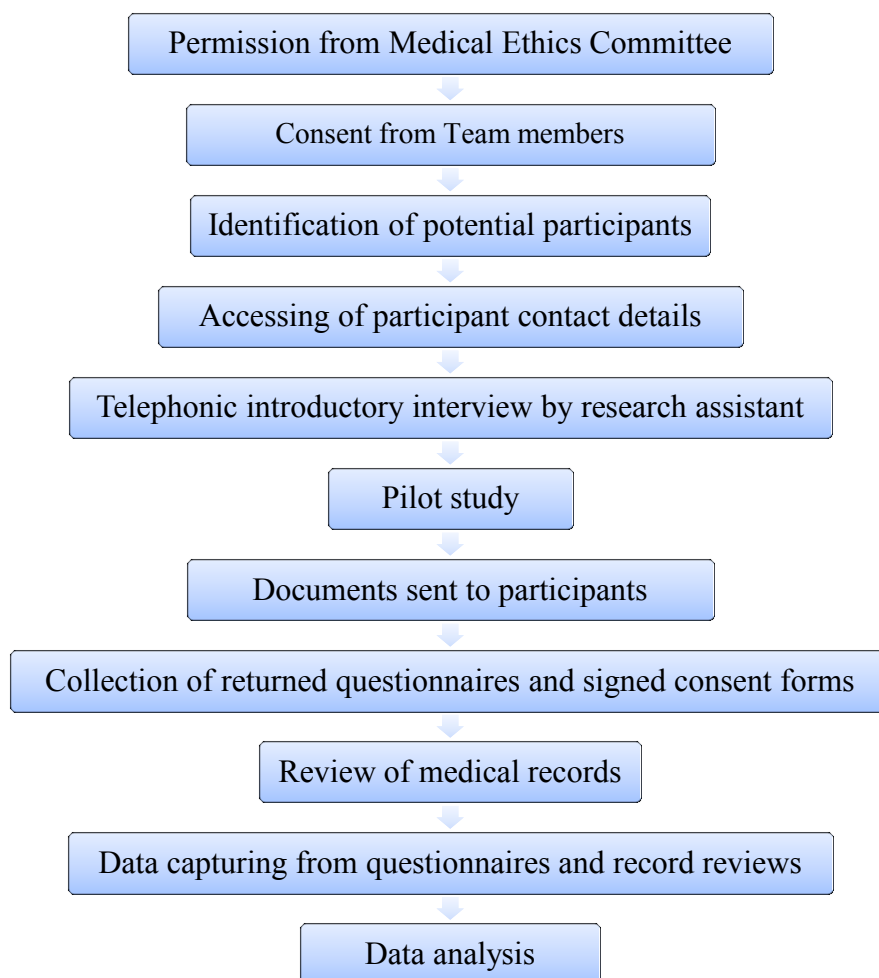 Permission from Medical Ethics Committee
Consent from Team members
Identification of potential participants
Accessing of participant contact details
Telephonic introductory interview by research assistant
Pilot study
Documents sent to participants
Collection of returned questionnaires and signed consent forms
Review of medical records
Data capturing from questionnaires and record reviews
Data analysis